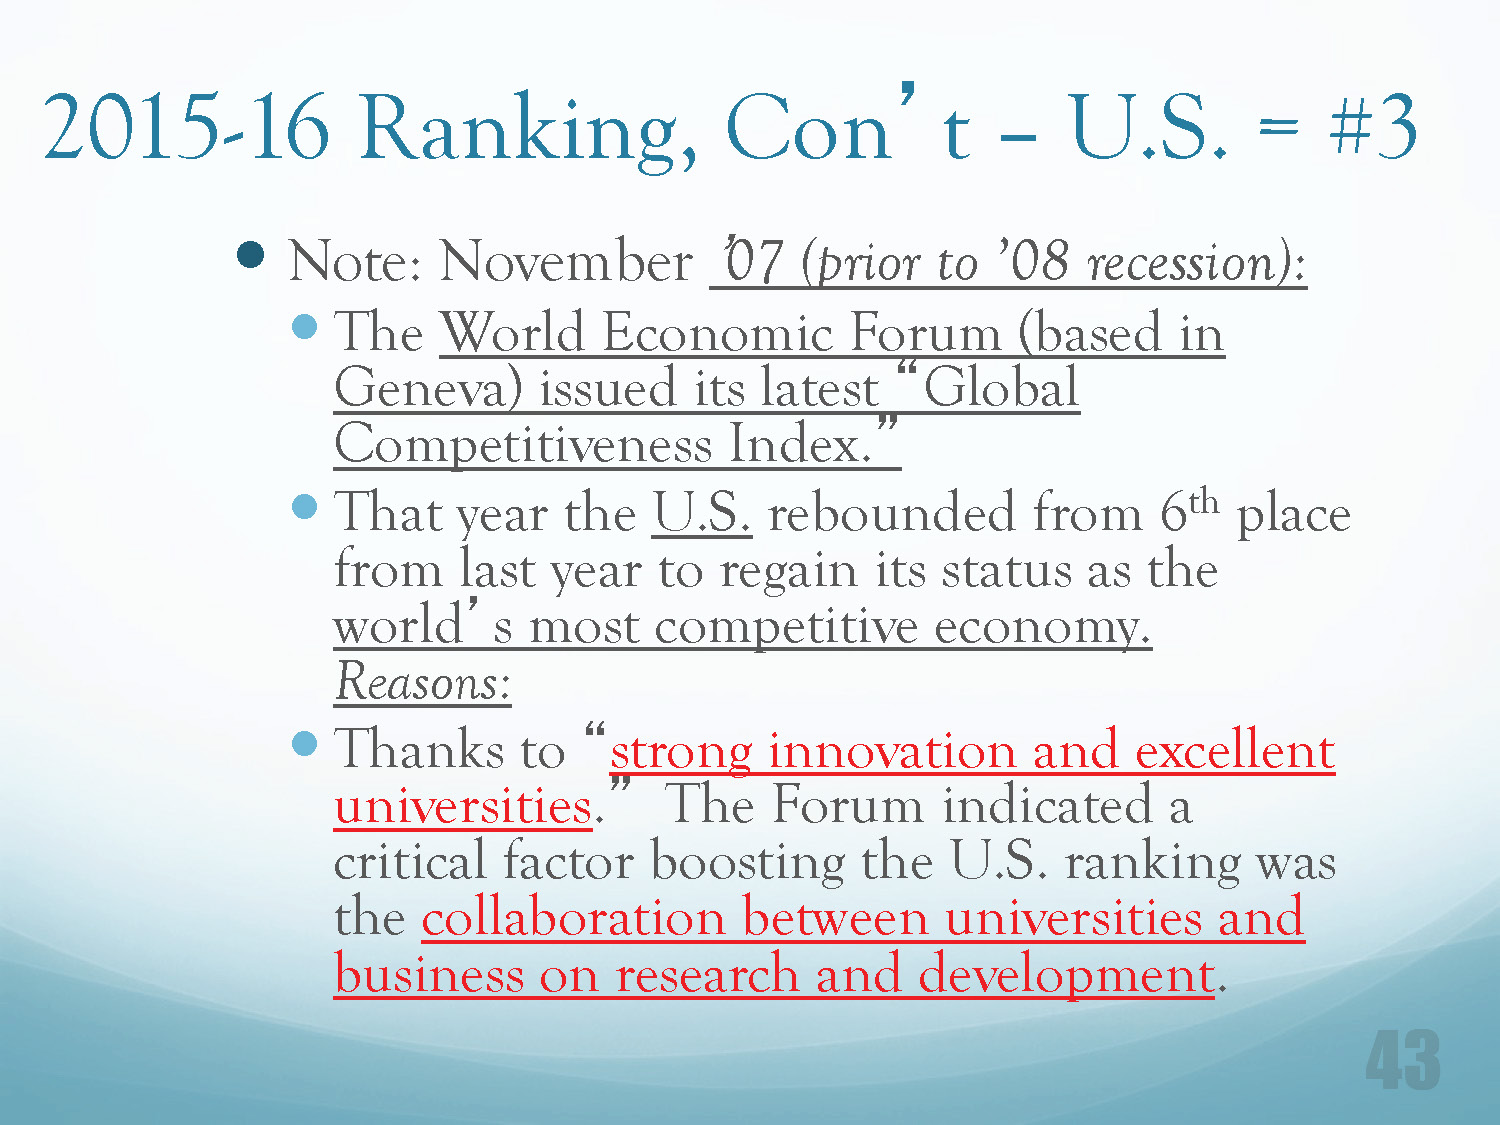 2015-16 Ranking, Con’t – U.S. = #3
• Note: November ’07 (prior to ’08 recession):
• The World Economic Forum (based in
Geneva) issued its latest “Global
Competitiveness Index.”
• That year the U.S. rebounded from 6th place
from last year to regain its status as the
world’s most competitive economy.
Reasons:
• Thanks to “strong innovation and excellent
universities.” The Forum indicated a
critical factor boosting the U.S. ranking was
the collaboration between universities and
business on research and development.
43